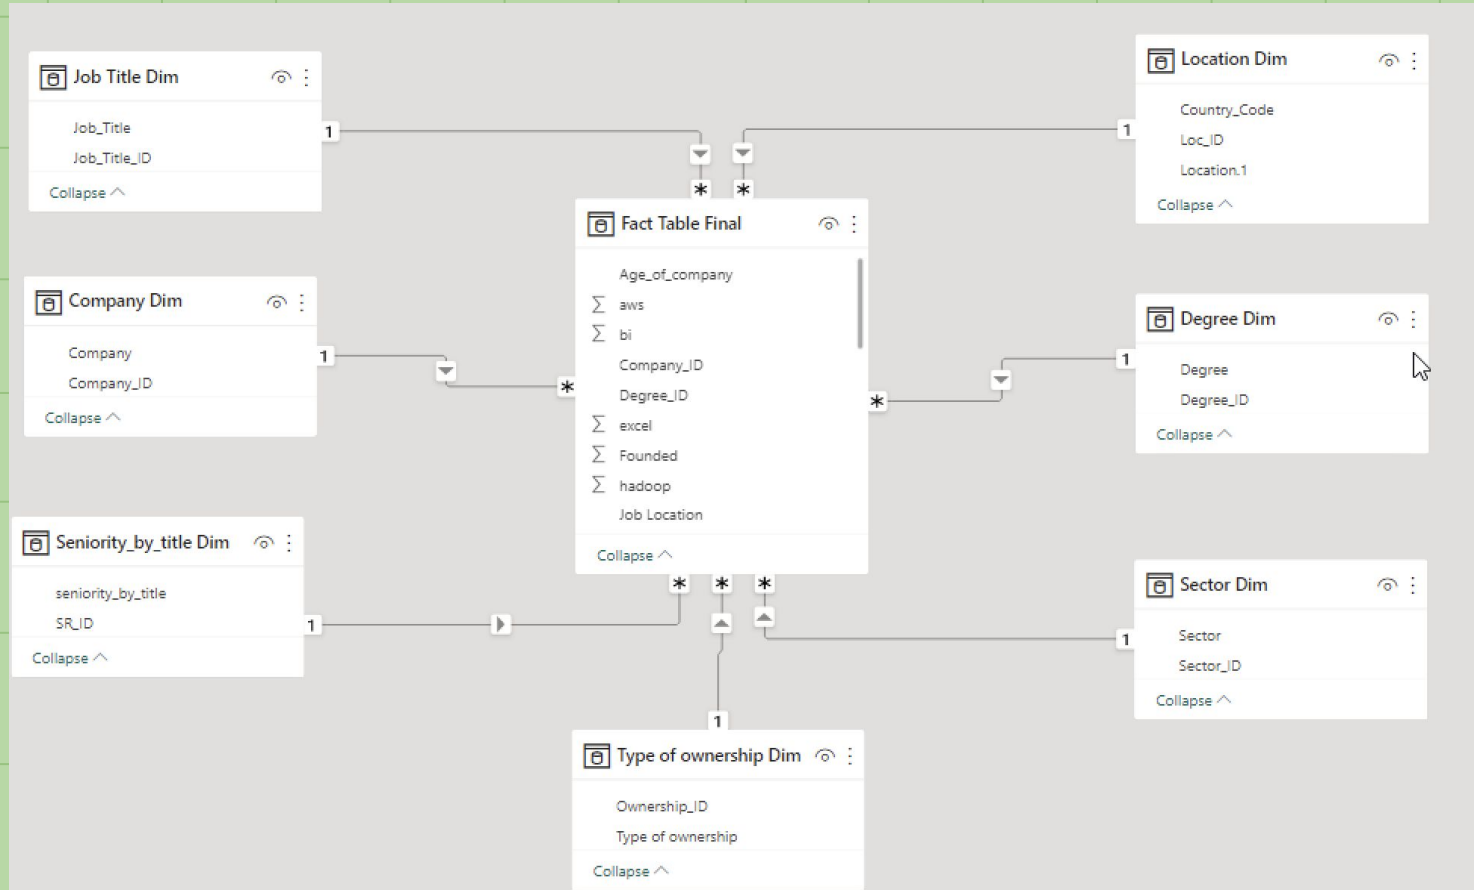 Job Title Dim
Job_Title
Job_Title_ID
Collapse
1
*
Location Dim
Country_Code
Loc_ID
Location.1
Collapse
1
*
Company Dim
Company
Company_ID
Collapse
1
*
Fact Table Final
Age_of_company
Σ aws
Σ bi
Company_ID
Degree_ID
Σ excel
Σ Founded
Σ hadoop
Job Location
Collapse
Degree Dim
Degree
Degree_ID
Collapse
1
*
Seniority_by_title Dim
seniority_by_title
SR_ID
Collapse
1
* * *
Sector Dim
Sector
Sector_ID
Collapse
1
1
Type of ownership Dim
Ownership_ID
Type of ownership
Collapse